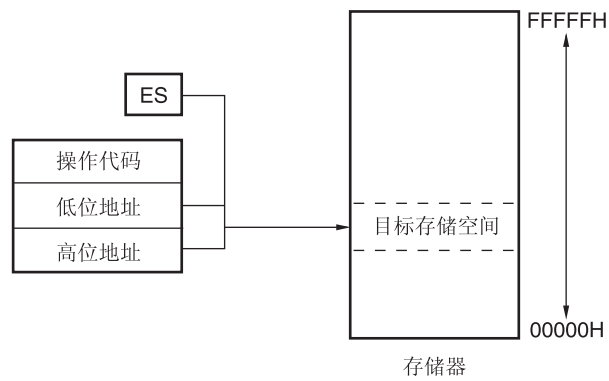 FFFFFH
ES
操作代码
低位地址
高位地址
目标存储空间
00000H
存储器